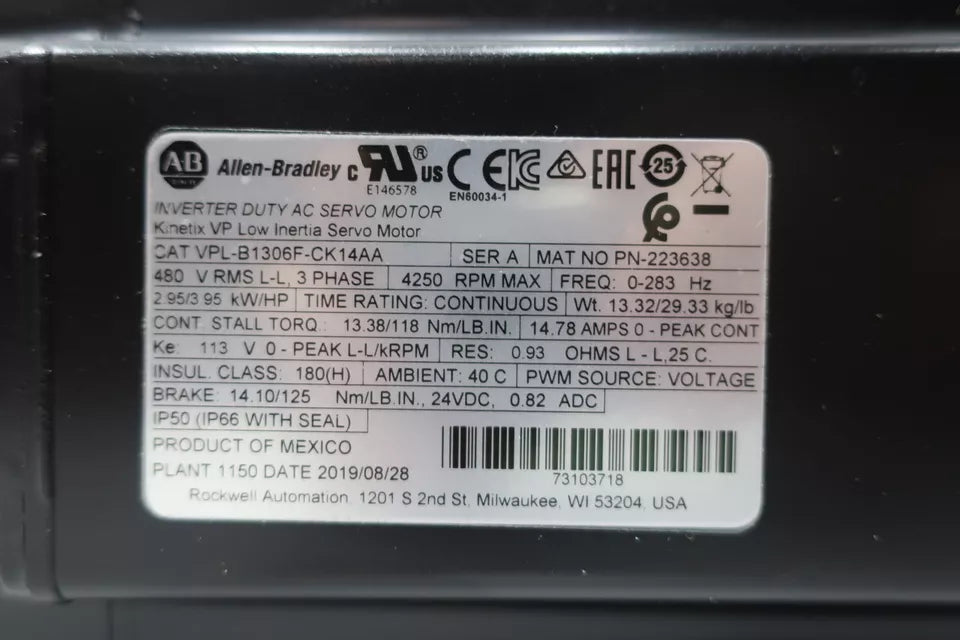 AB Allen-Bradley c RU ® us CE EAC 25
E146578
EN60034-1
INVERTER DUTY AC SERVO MOTOR
Kinetix VP Low Inertia Servo Motor
CAT VPL-B1306F-CK14AA SER A MAT NO PN-223638
480 V RMS L-L, 3 PHASE 4250 RPM MAX FREQ: 0-283 Hz
2.95/3.95 kW/HP TIME RATING: CONTINUOUS Wt. 13.32/29.33 kg/lb
CONT. STALL TORQ.: 13.38/118 Nm/LB.IN. 14.78 AMPS 0 - PEAK CONT
Ke: 113 V 0 - PEAK L-L/kRPM RES: 0.93 OHMS L - L,25 C.
INSUL. CLASS: 180(H) AMBIENT: 40 C PWM SOURCE: VOLTAGE
BRAKE: 14.10/125 Nm/LB.IN., 24VDC, 0.82 ADC
IP50 (IP66 WITH SEAL)
PRODUCT OF MEXICO
PLANT 1150 DATE 2019/08/28
73103718
Rockwell Automation, 1201 S 2nd St. Milwaukee, WI 53204, USA